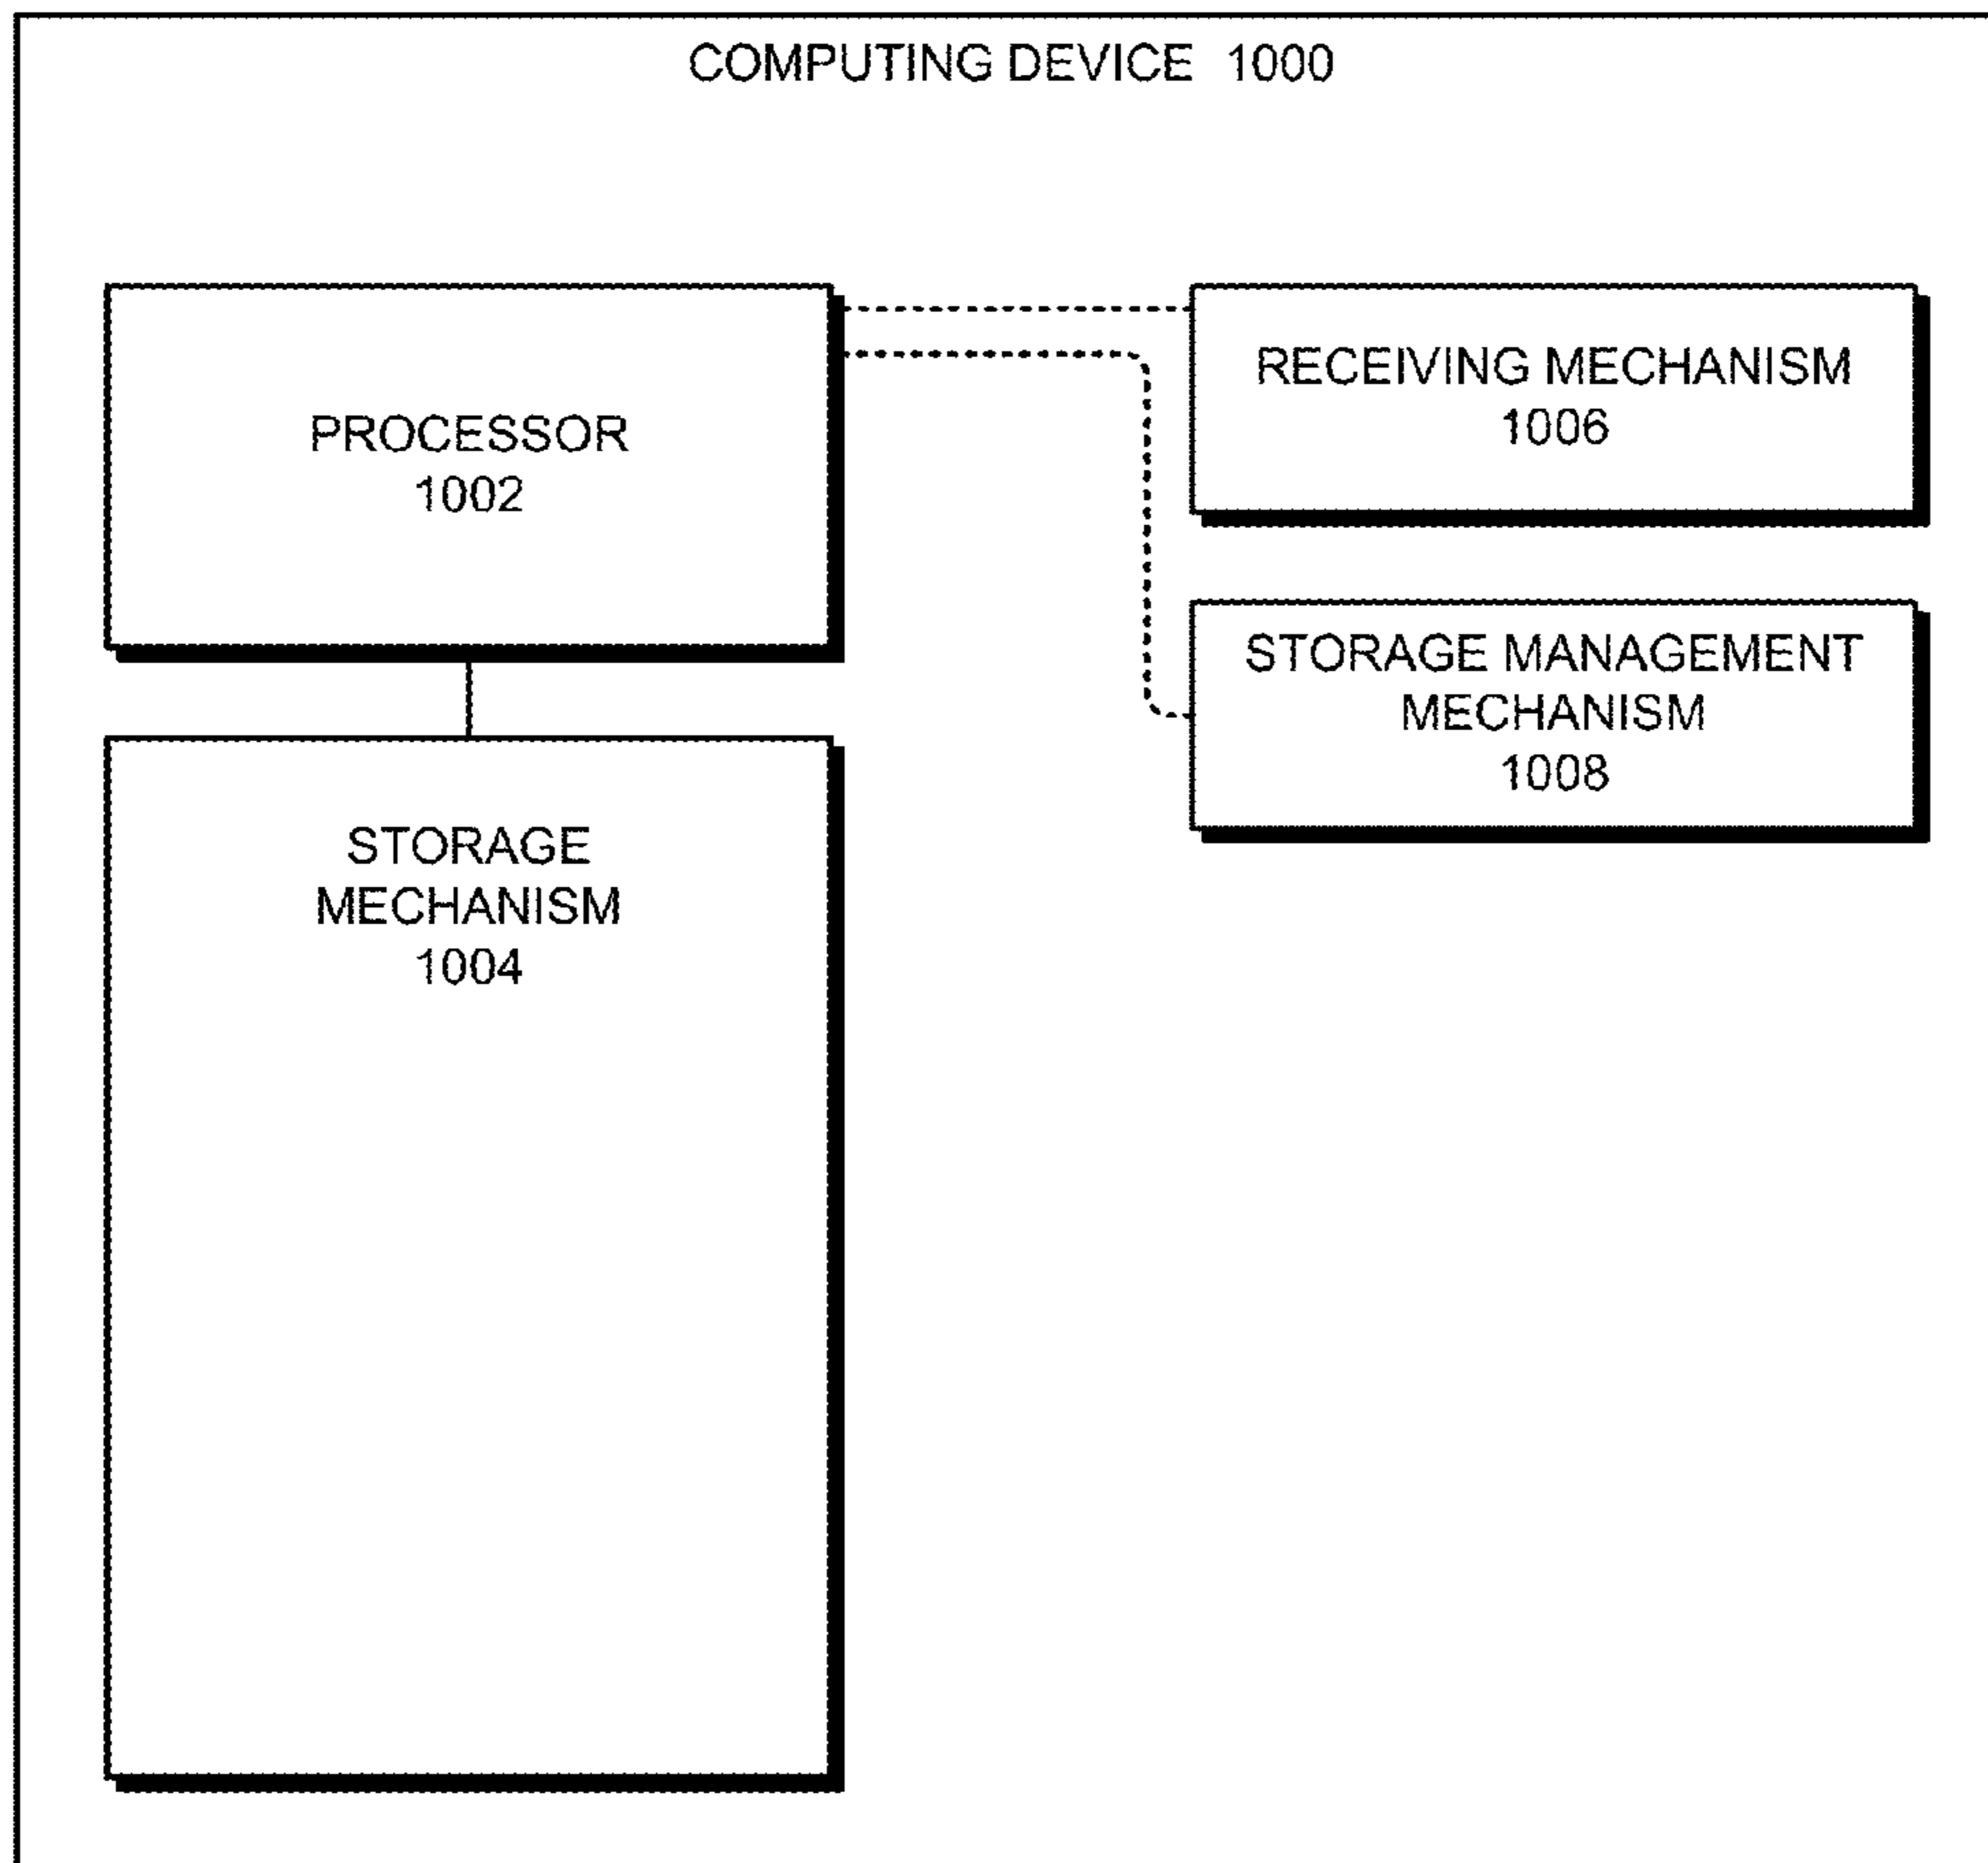 COMPUTING DEVICE 1000
PROCESSOR
1002
RECEIVING MECHANISM
1006
STORAGE MANAGEMENT
MECHANISM
1008
STORAGE
MECHANISM
1004